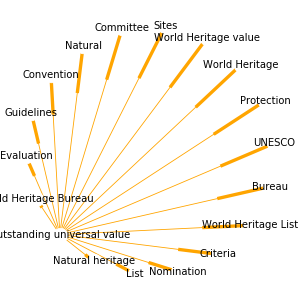 Committee
Sites
Natural
World Heritage value
Convention
World Heritage
Guidelines
Protection
Evaluation
UNESCO
ld Heritage Bureau
Bureau
World Heritage List
utstanding universal value
Criteria
Natural heritage
Nomination
List